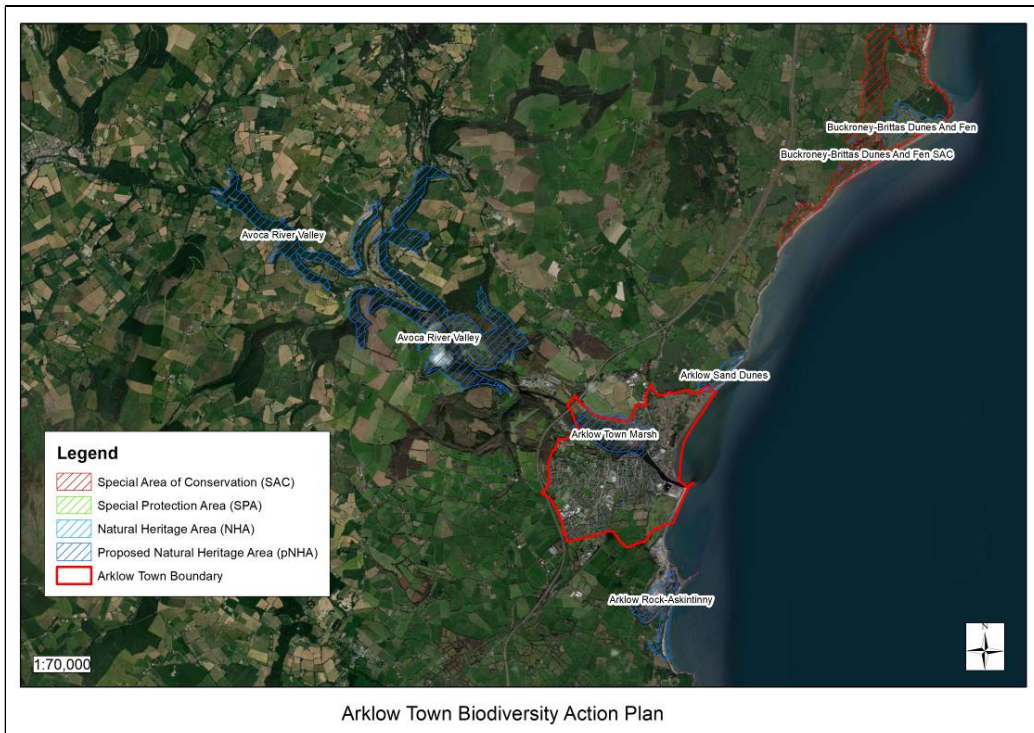 Buckroney-Brittas Dunes And Fen
Buckroney-Brittas Dunes And Fen SAC
Avoca River Valley
Avoca River Valley
Arklow Sand Dunes
Arklow Town Marsh
Arklow Rock-Askintinny
Legend
Special Area of Conservation (SAC)
Special Protection Area (SPA)
Natural Heritage Area (NHA)
Proposed Natural Heritage Area (pNHA)
Arklow Town Boundary
1:70,000
N
Arklow Town Biodiversity Action Plan